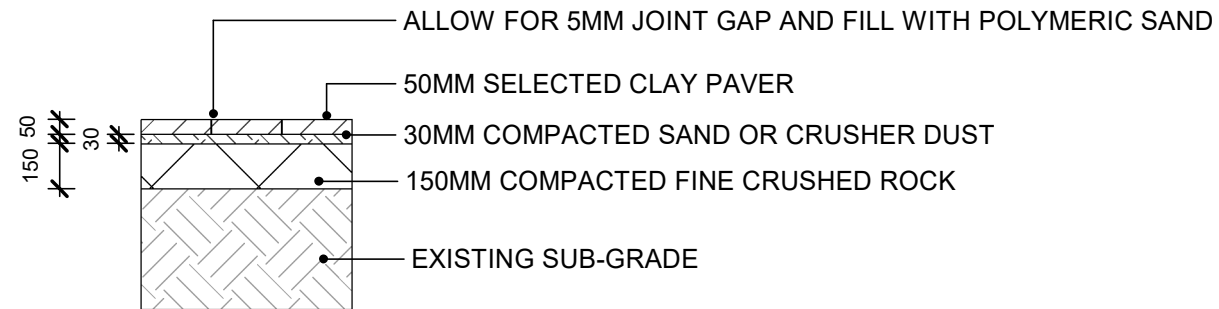 ALLOW FOR 5MM JOINT GAP AND FILL WITH POLYMERIC SAND
50MM SELECTED CLAY PAVER
50
30
30MM COMPACTED SAND OR CRUSHER DUST
150
150MM COMPACTED FINE CRUSHED ROCK
EXISTING SUB-GRADE